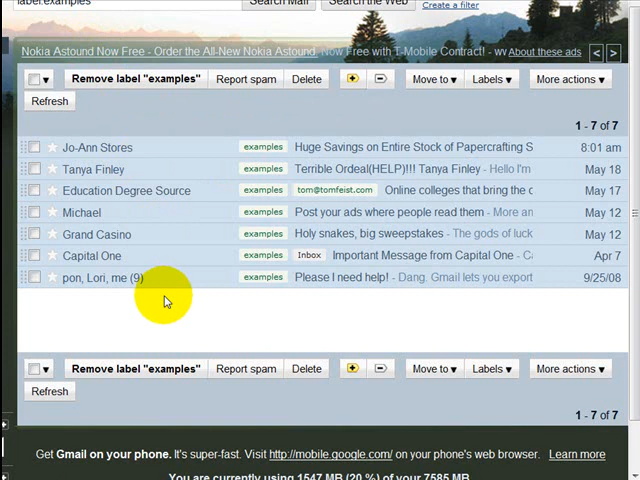 label:examples Search Mail Search the Web Create a filter
Nokia Astound Now Free - Order the All-New Nokia Astound, Now Free with T-Mobile Contract! - w About these ads < >
Remove label "examples" Report spam Delete Move to Labels More actions
Refresh
1 - 7 of 7
Jo-Ann Stores examples Huge Savings on Entire Stock of Papercrafting S 8:01 am
Tanya Finley examples Terrible Ordeal(HELP)!!! Tanya Finley - Hello I'm May 18
Education Degree Source examples tom@tomfeist.com Online colleges that bring the c May 17
Michael examples Post your ads where people read them - More an May 12
Grand Casino examples Holy snakes, big sweepstakes - The gods of luck May 12
Capital One examples Inbox Important Message from Capital One - C Apr 7
pon, Lori, me (9) examples Please I need help! - Dang. Gmail lets you export 9/25/08
Remove label "examples" Report spam Delete Move to Labels More actions
Refresh
1 - 7 of 7
Get Gmail on your phone. It's super-fast. Visit http://mobile.google.com/ on your phone's web browser. Learn more
You are currently using 1547 MB (20 %) of your 7585 MB.